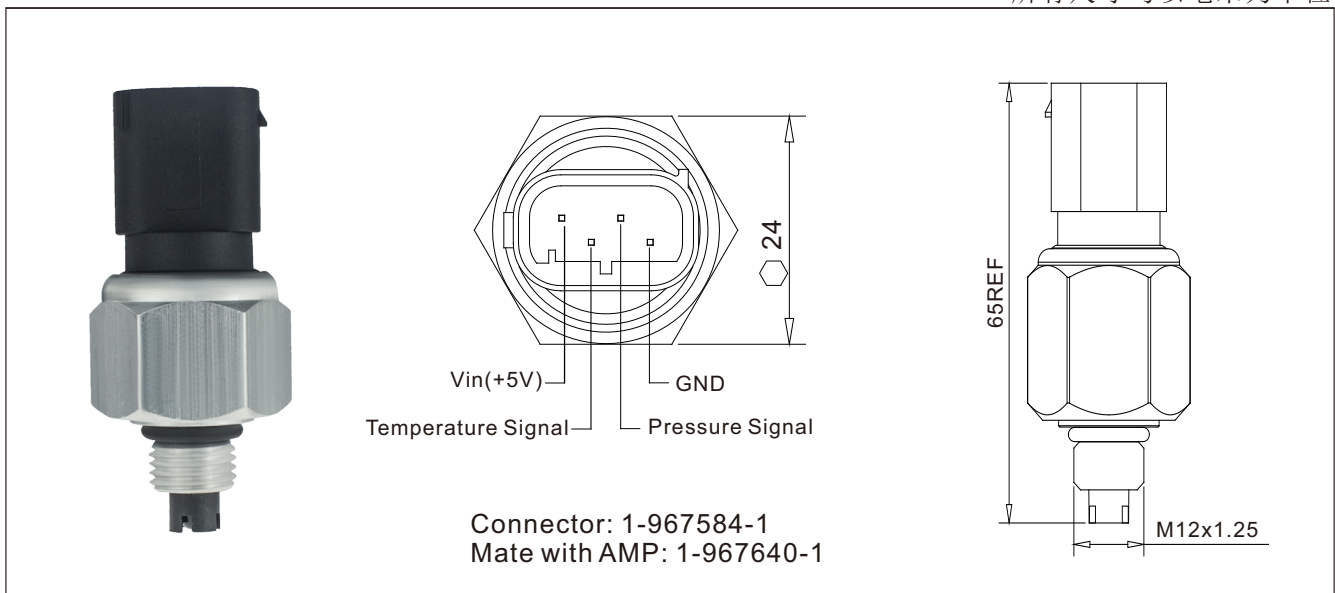 24
65REF
Vin(+5V)
GND
Temperature Signal
Pressure Signal
Connector: 1-967584-1
Mate with AMP: 1-967640-1
M12x1.25